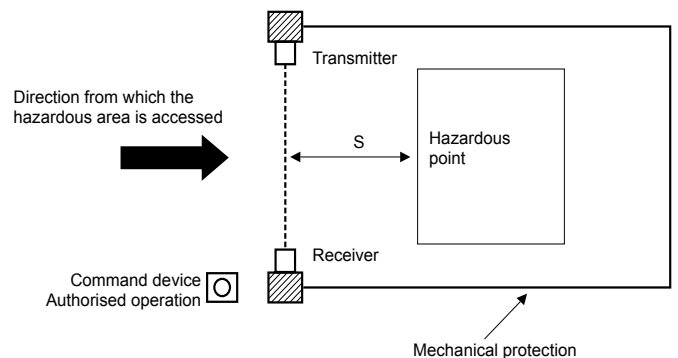 Transmitter
Direction from which the
hazardous area is accessed
S
Hazardous
point
Receiver
Command device
Authorised operation
Mechanical protection